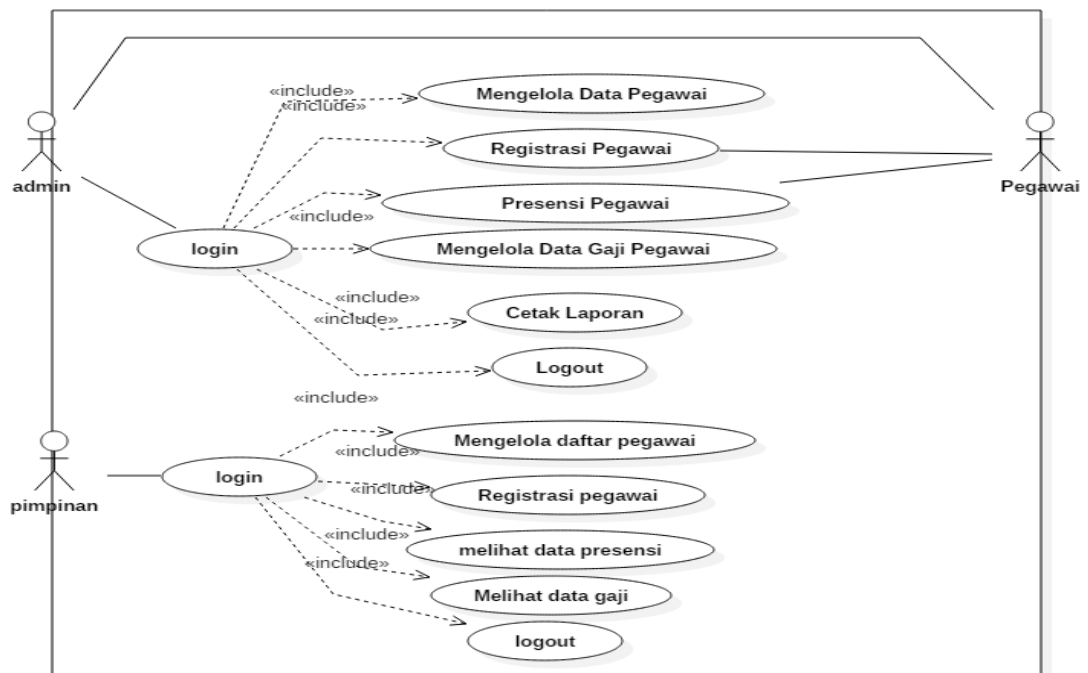 «include»
Mengelola Data Pegawai
«include»
Registrasi Pegawai
admin
Pegawai
Presensi Pegawai
«include»
login
Mengelola Data Gaji Pegawai
«include»
Cetak Laporan
«include»
Logout
«include»
Mengelola daftar pegawai
«include»
login
«include»
Registrasi pegawai
pimpinan
«include»
melihat data presensi
«include»
Melihat data gaji
logout